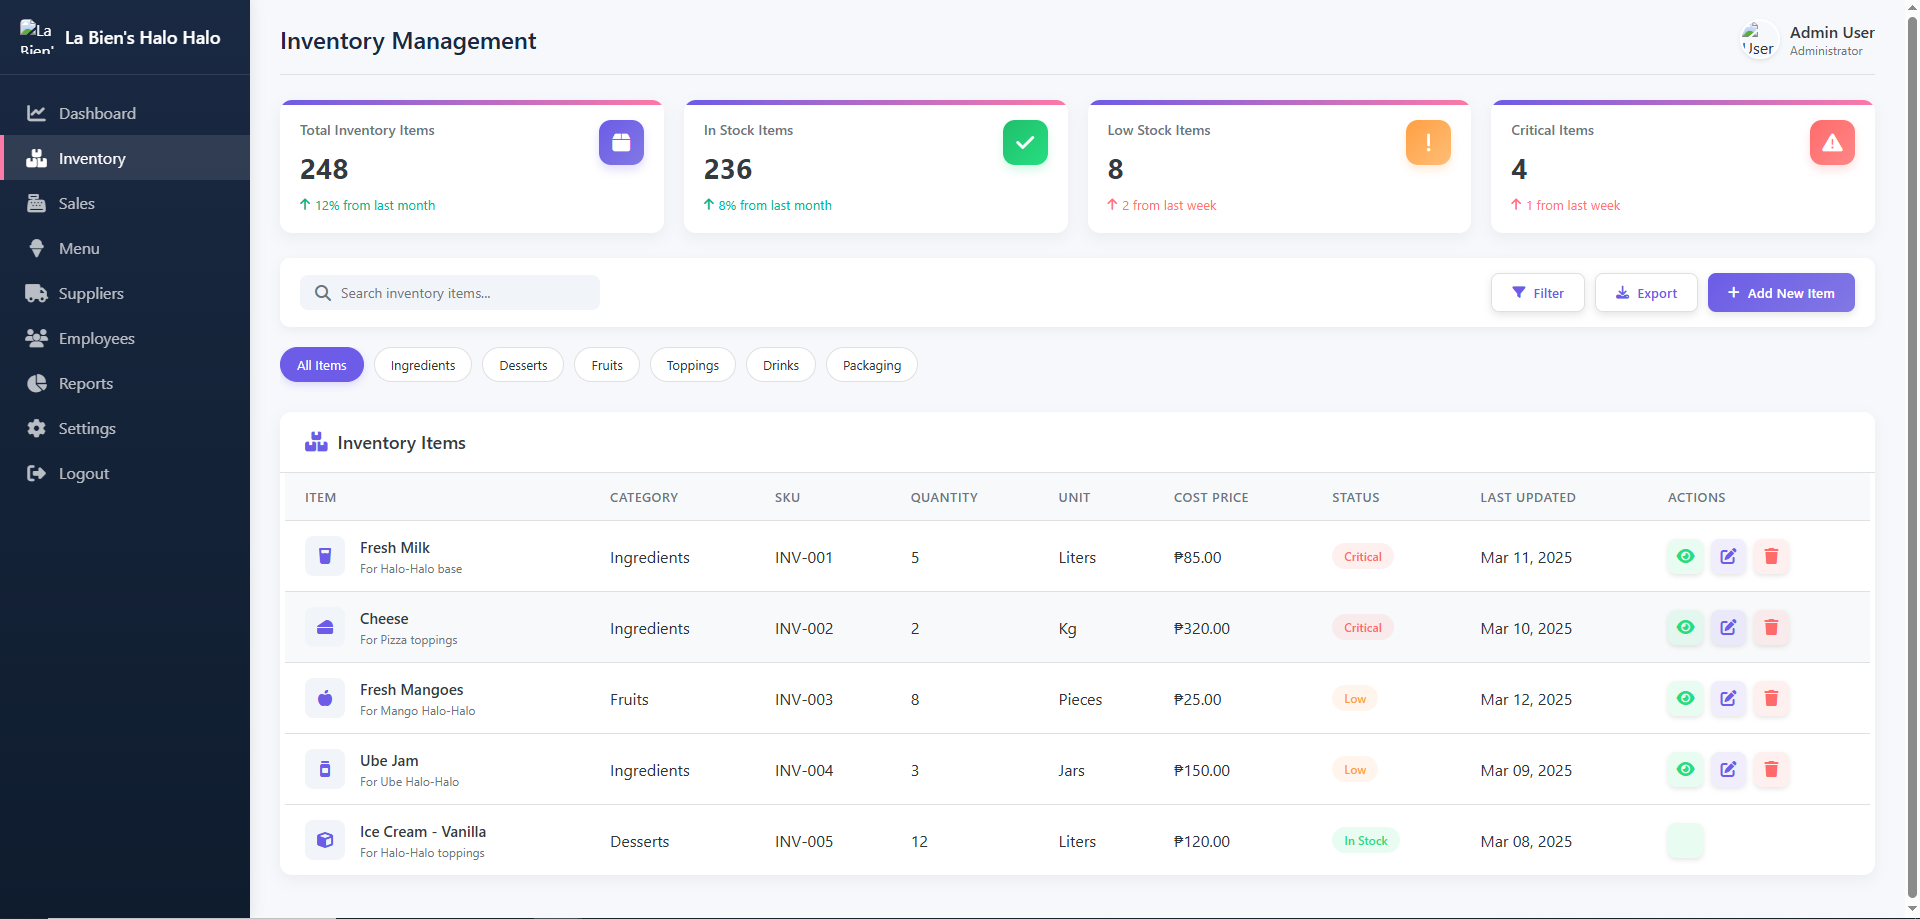 La Bien'
La Bien's Halo Halo
Dashboard
Inventory
Sales
Menu
Suppliers
Employees
Reports
Settings
Logout
Inventory Management
User
Admin User
Administrator
Total Inventory Items
248
12% from last month
In Stock Items
236
8% from last month
Low Stock Items
8
2 from last week
Critical Items
4
1 from last week
Search inventory items...
Filter
Export
Add New Item
All Items
Ingredients
Desserts
Fruits
Toppings
Drinks
Packaging
Inventory Items
ITEM CATEGORY SKU QUANTITY UNIT COST PRICE STATUS LAST UPDATED ACTIONS
Fresh Milk
For Halo-Halo base
Ingredients INV-001 5 Liters ₱85.00 Critical Mar 11, 2025
Cheese
For Pizza toppings
Ingredients INV-002 2 Kg ₱320.00 Critical Mar 10, 2025
Fresh Mangoes
For Mango Halo-Halo
Fruits INV-003 8 Pieces ₱25.00 Low Mar 12, 2025
Ube Jam
For Ube Halo-Halo
Ingredients INV-004 3 Jars ₱150.00 Low Mar 09, 2025
Ice Cream - Vanilla
For Halo-Halo toppings
Desserts INV-005 12 Liters ₱120.00 In Stock Mar 08, 2025